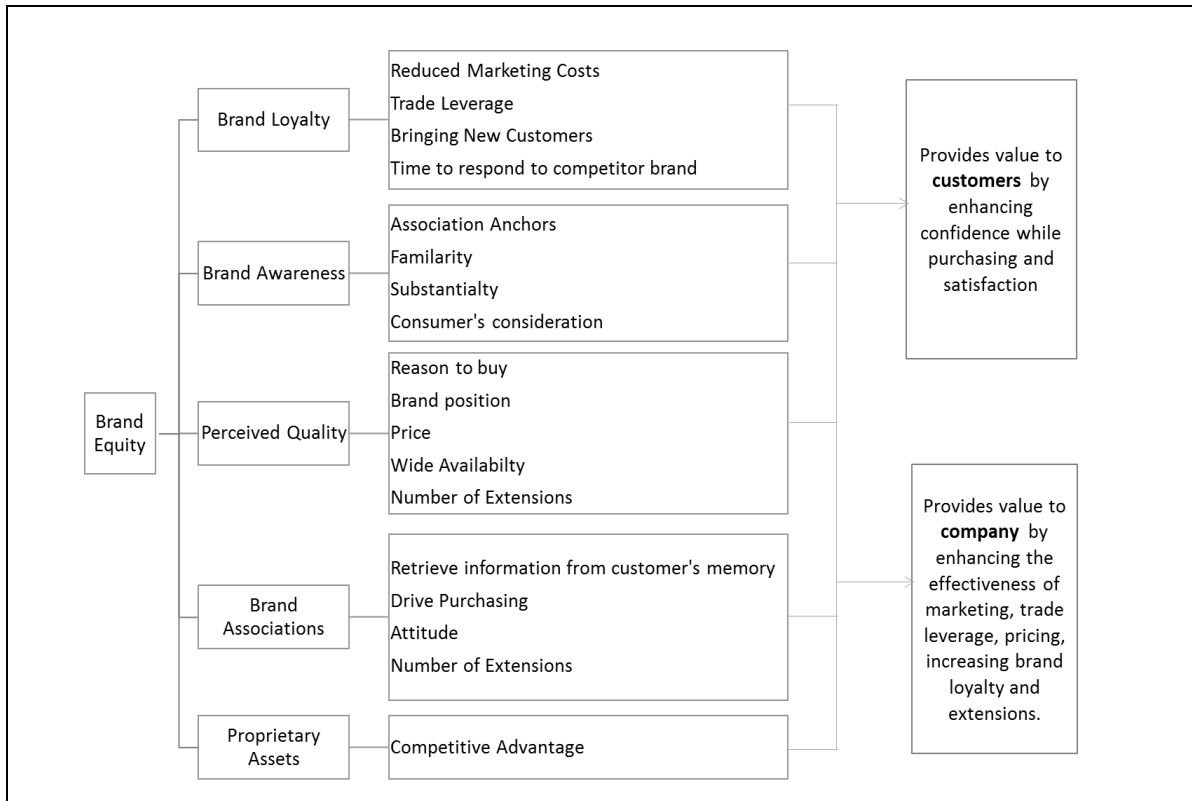 Brand
Equity
Brand Loyalty
Reduced Marketing Costs
Trade Leverage
Bringing New Customers
Time to respond to competitor brand
Brand Awareness
Association Anchors
Familarity
Substantialty
Consumer's consideration
Perceived Quality
Reason to buy
Brand position
Price
Wide Availabilty
Number of Extensions
Brand
Associations
Retrieve information from customer's memory
Drive Purchasing
Attitude
Number of Extensions
Proprietary
Assets
Competitive Advantage
Provides value to
customers by
enhancing
confidence while
purchasing and
satisfaction
Provides value to
company by
enhancing the
effectiveness of
marketing, trade
leverage, pricing,
increasing brand
loyalty and
extensions.